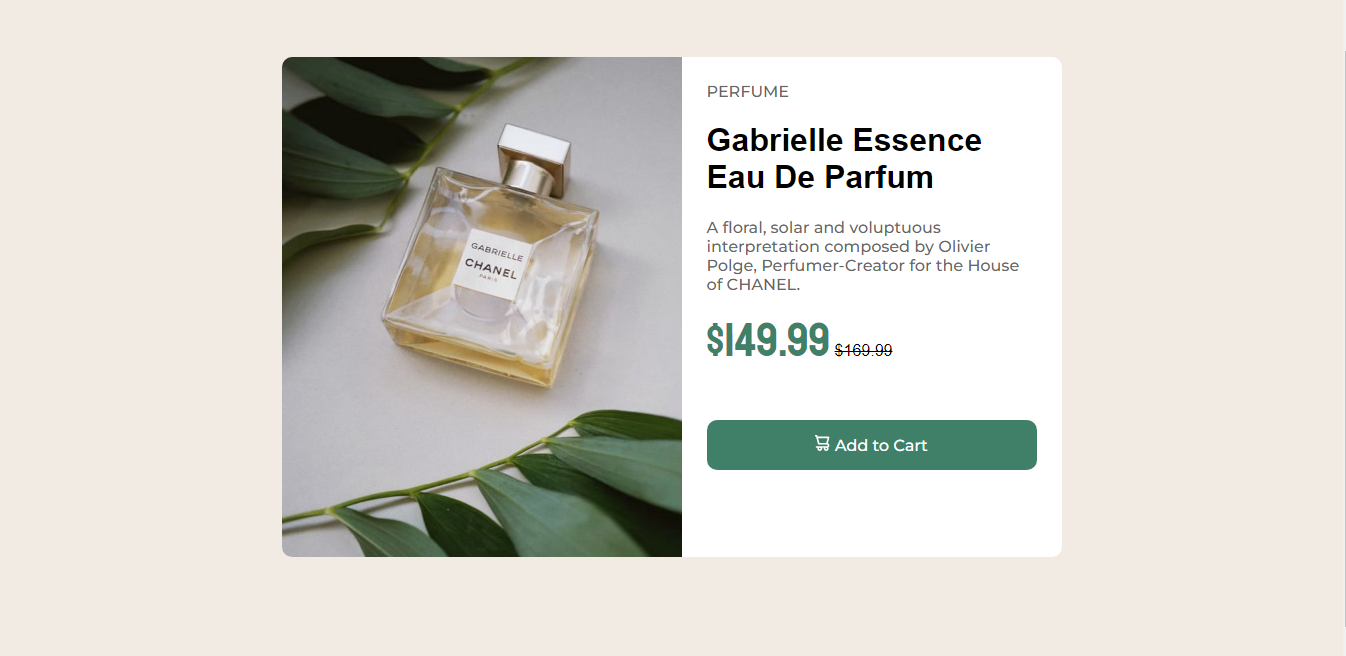 GABRIELLE
CHANEL
PARIS
PERFUME
Gabrielle Essence
Eau De Parfum
A floral, solar and voluptuous
interpretation composed by Olivier
Polge, Perfumer-Creator for the House
of CHANEL.
$149.99 $169.99
Add to Cart